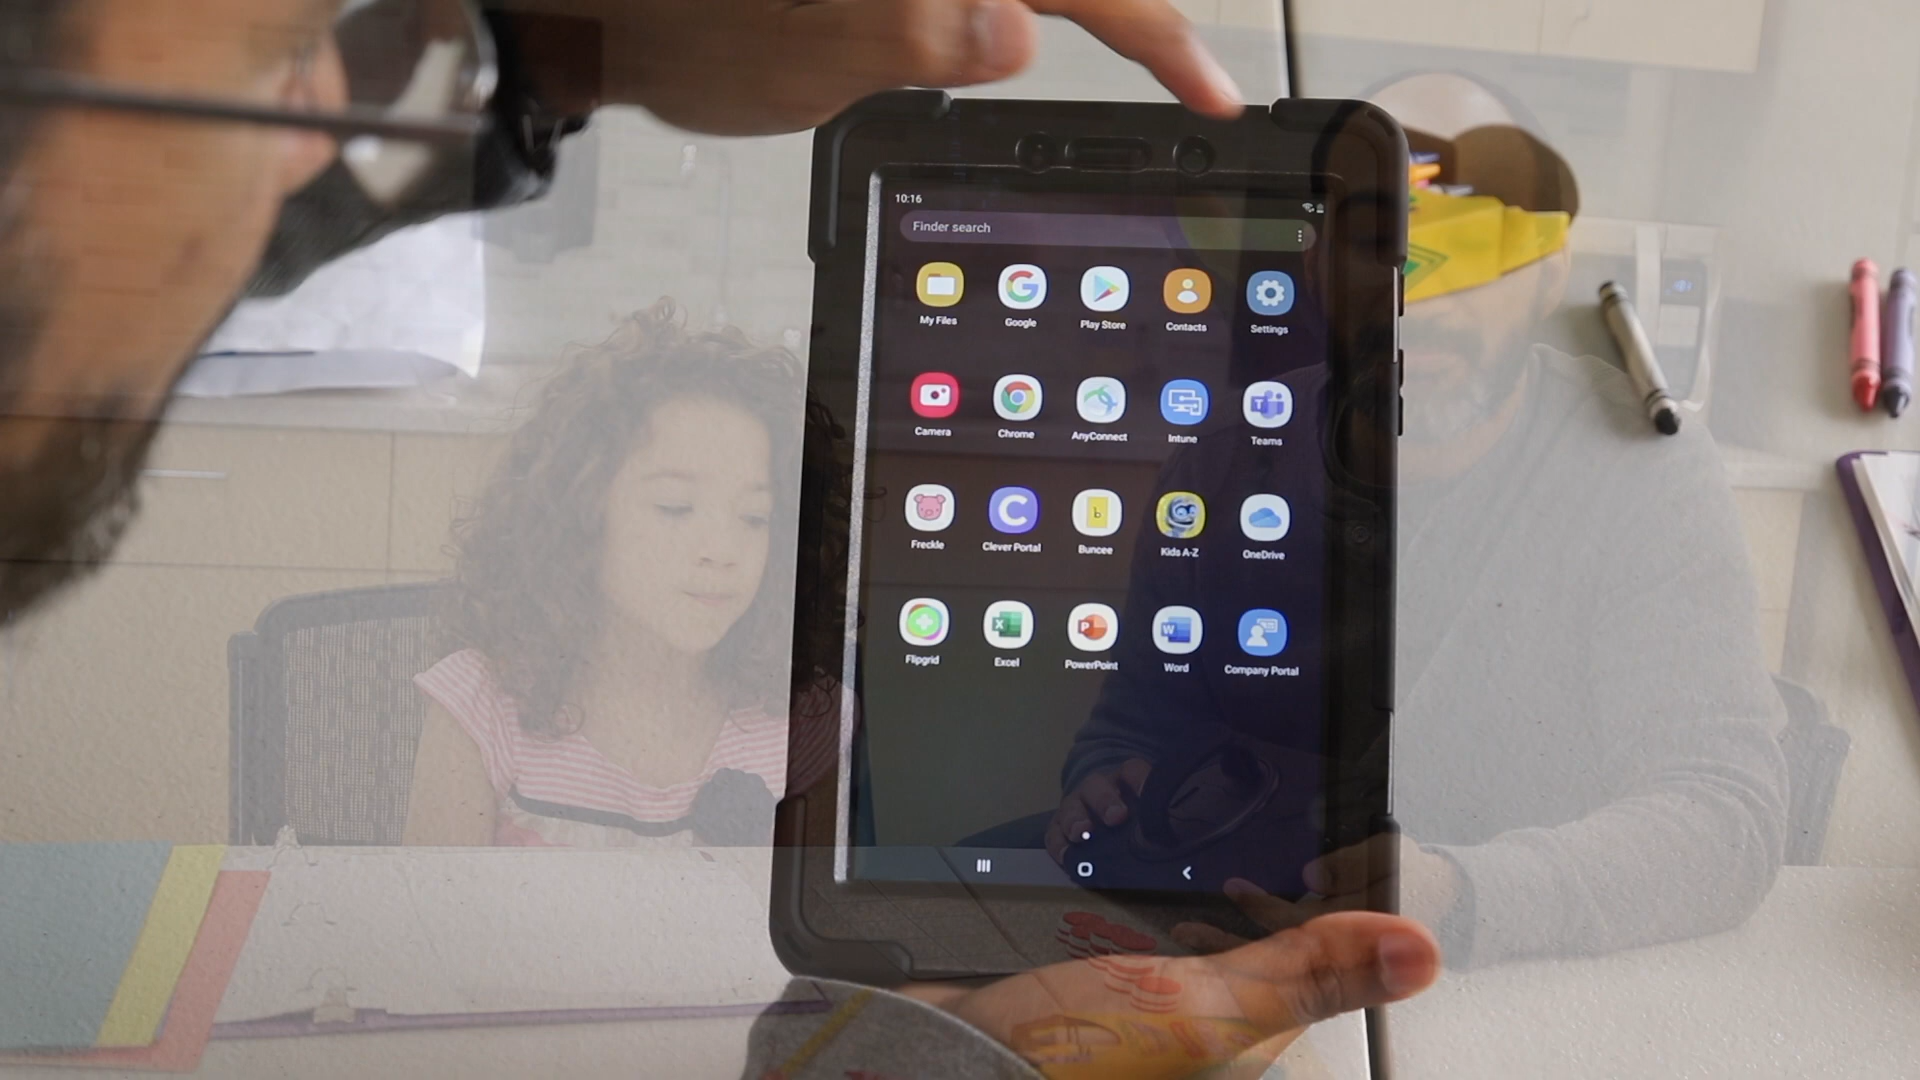 10:16
Finder search
My Files Google Play Store Contacts Settings
Camera Chrome AnyConnect Intune Teams
Freckle Clever Portal Buncee Kids A-Z OneDrive
Flipgrid Excel PowerPoint Word Company Portal